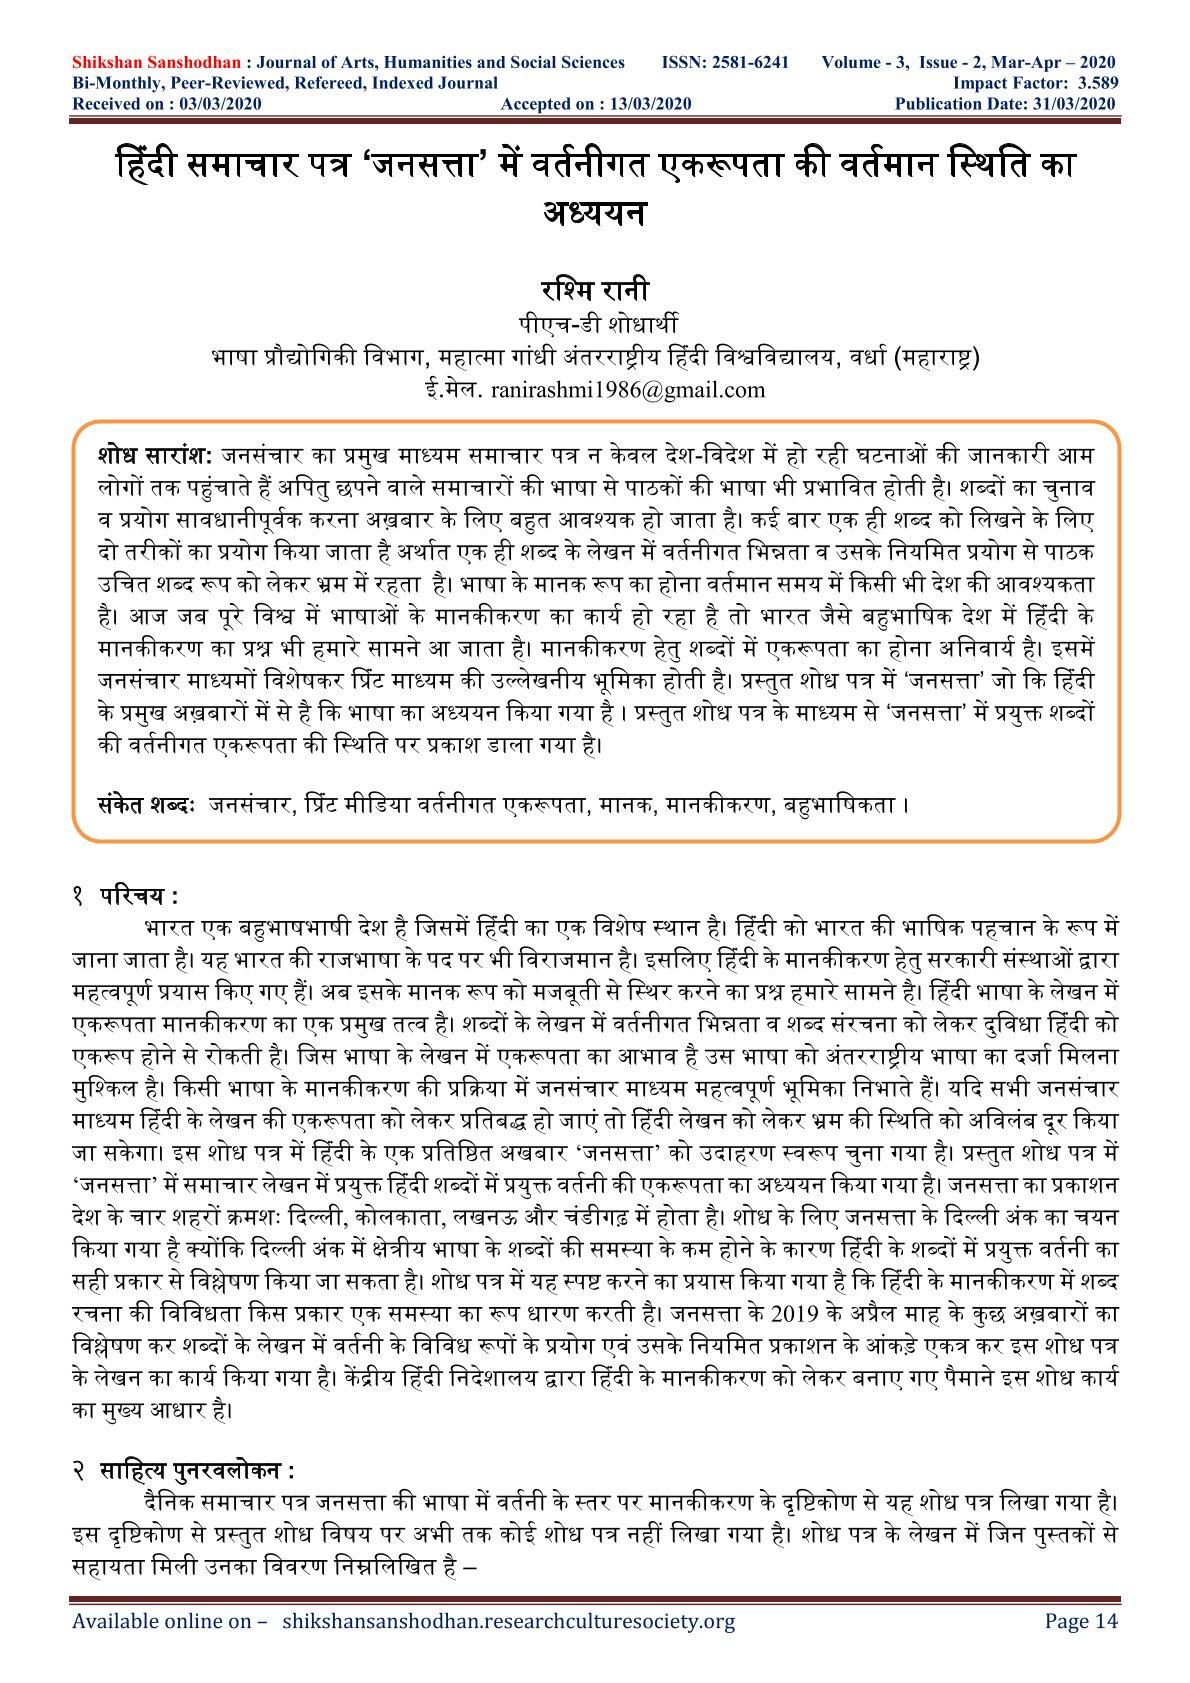 Shikshan Sanshodhan : Journal of Arts, Humanities and Social Sciences ISSN: 2581-6241 Volume - 3, Issue - 2, Mar-Apr – 2020
Bi-Monthly, Peer-Reviewed, Refereed, Indexed Journal Impact Factor: 3.589
Received on : 03/03/2020 Accepted on : 13/03/2020 Publication Date: 31/03/2020
हिंदी समाचार पत्र ‘जनसत्ता’ में वर्तनीगत एकरूपता की वर्तमान स्थिति का
अध्ययन
रश्मि रानी
पीएच-डी शोधार्थी
भाषा प्रौद्योगिकी विभाग, महात्मा गांधी अंतरराष्ट्रीय हिंदी विश्वविद्यालय, वर्धा (महाराष्ट्र)
ई.मेल. ranirashmi1986@gmail.com
शोध सारांश: जनसंचार का प्रमुख माध्यम समाचार पत्र न केवल देश-विदेश में हो रही घटनाओं की जानकारी आम
लोगों तक पहुंचाते हैं अपितु छपने वाले समाचारों की भाषा से पाठकों की भाषा भी प्रभावित होती है। शब्दों का चुनाव
व प्रयोग सावधानीपूर्वक करना अख़बार के लिए बहुत आवश्यक हो जाता है। कई बार एक ही शब्द को लिखने के लिए
दो तरीकों का प्रयोग किया जाता है अर्थात एक ही शब्द के लेखन में वर्तनीगत भिन्नता व उसके नियमित प्रयोग से पाठक
उचित शब्द रूप को लेकर भ्रम में रहता है। भाषा के मानक रूप का होना वर्तमान समय में किसी भी देश की आवश्यकता
है। आज जब पूरे विश्व में भाषाओं के मानकीकरण का कार्य हो रहा है तो भारत जैसे बहुभाषिक देश में हिंदी के
मानकीकरण का प्रश्न भी हमारे सामने आ जाता है। मानकीकरण हेतु शब्दों में एकरूपता का होना अनिवार्य है। इसमें
जनसंचार माध्यमों विशेषकर प्रिंट माध्यम की उल्लेखनीय भूमिका होती है। प्रस्तुत शोध पत्र में ‘जनसत्ता’ जो कि हिंदी
के प्रमुख अख़बारों में से है कि भाषा का अध्ययन किया गया है । प्रस्तुत शोध पत्र के माध्यम से ‘जनसत्ता’ में प्रयुक्त शब्दों
की वर्तनीगत एकरूपता की स्थिति पर प्रकाश डाला गया है।
संकेत शब्दः जनसंचार, प्रिंट मीडिया वर्तनीगत एकरूपता, मानक, मानकीकरण, बहुभाषिकता ।
१ परिचय :
भारत एक बहुभाषभाषी देश है जिसमें हिंदी का एक विशेष स्थान है। हिंदी को भारत की भाषिक पहचान के रूप में
जाना जाता है। यह भारत की राजभाषा के पद पर भी विराजमान है। इसलिए हिंदी के मानकीकरण हेतु सरकारी संस्थाओं द्वारा
महत्वपूर्ण प्रयास किए गए हैं। अब इसके मानक रूप को मजबूती से स्थिर करने का प्रश्न हमारे सामने है। हिंदी भाषा के लेखन में
एकरूपता मानकीकरण का एक प्रमुख तत्व है। शब्दों के लेखन में वर्तनीगत भिन्नता व शब्द संरचना को लेकर दुविधा हिंदी को
एकरूप होने से रोकती है। जिस भाषा के लेखन में एकरूपता का आभाव है उस भाषा को अंतरराष्ट्रीय भाषा का दर्जा मिलना
मुश्किल है। किसी भाषा के मानकीकरण की प्रक्रिया में जनसंचार माध्यम महत्वपूर्ण भूमिका निभाते हैं। यदि सभी जनसंचार
माध्यम हिंदी के लेखन की एकरूपता को लेकर प्रतिबद्ध हो जाएं तो हिंदी लेखन को लेकर भ्रम की स्थिति को अविलंब दूर किया
जा सकेगा। इस शोध पत्र में हिंदी के एक प्रतिष्ठित अखबार ‘जनसत्ता’ को उदाहरण स्वरूप चुना गया है। प्रस्तुत शोध पत्र में
‘जनसत्ता’ में समाचार लेखन में प्रयुक्त हिंदी शब्दों में प्रयुक्त वर्तनी की एकरूपता का अध्ययन किया गया है। जनसत्ता का प्रकाशन
देश के चार शहरों क्रमशः दिल्ली, कोलकाता, लखनऊ और चंडीगढ़ में होता है। शोध के लिए जनसत्ता के दिल्ली अंक का चयन
किया गया है क्योंकि दिल्ली अंक में क्षेत्रीय भाषा के शब्दों की समस्या के कम होने के कारण हिंदी के शब्दों में प्रयुक्त वर्तनी का
सही प्रकार से विश्लेषण किया जा सकता है। शोध पत्र में यह स्पष्ट करने का प्रयास किया गया है कि हिंदी के मानकीकरण में शब्द
रचना की विविधता किस प्रकार एक समस्या का रूप धारण करती है। जनसत्ता के 2019 के अप्रैल माह के कुछ अख़बारों का
विश्लेषण कर शब्दों के लेखन में वर्तनी के विविध रूपों के प्रयोग एवं उसके नियमित प्रकाशन के आंकड़े एकत्र कर इस शोध पत्र
के लेखन का कार्य किया गया है। केंद्रीय हिंदी निदेशालय द्वारा हिंदी के मानकीकरण को लेकर बनाए गए पैमाने इस शोध कार्य
का मुख्य आधार है।
२ साहित्य पुनरवलोकन :
दैनिक समाचार पत्र जनसत्ता की भाषा में वर्तनी के स्तर पर मानकीकरण के दृष्टिकोण से यह शोध पत्र लिखा गया है।
इस दृष्टिकोण से प्रस्तुत शोध विषय पर अभी तक कोई शोध पत्र नहीं लिखा गया है। शोध पत्र के लेखन में जिन पुस्तकों से
सहायता मिली उनका विवरण निम्नलिखित है –
Available online on – shikshansanshodhan.researchculturesociety.org Page 14